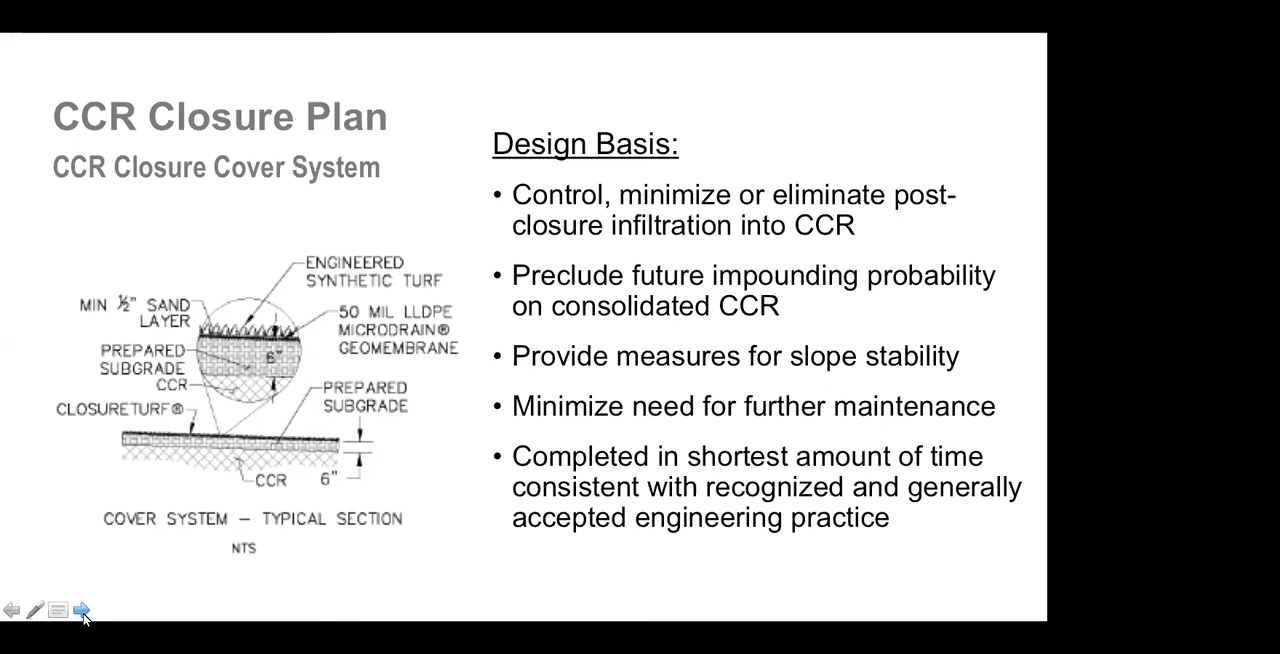 CCR Closure Plan
CCR Closure Cover System
ENGINEERED
SYNTHETIC TURF
MIN ½" SAND
LAYER
50 MIL LLDPE
MICRODRAIN®
GEOMEMBRANE
PREPARED
SUBGRADE
CCR
6"
CLOSURETURF®
PREPARED
SUBGRADE
CCR
6"
COVER SYSTEM – TYPICAL SECTION
NTS
Design Basis:
• Control, minimize or eliminate post-
closure infiltration into CCR
• Preclude future impounding probability
on consolidated CCR
• Provide measures for slope stability
• Minimize need for further maintenance
• Completed in shortest amount of time
consistent with recognized and generally
accepted engineering practice